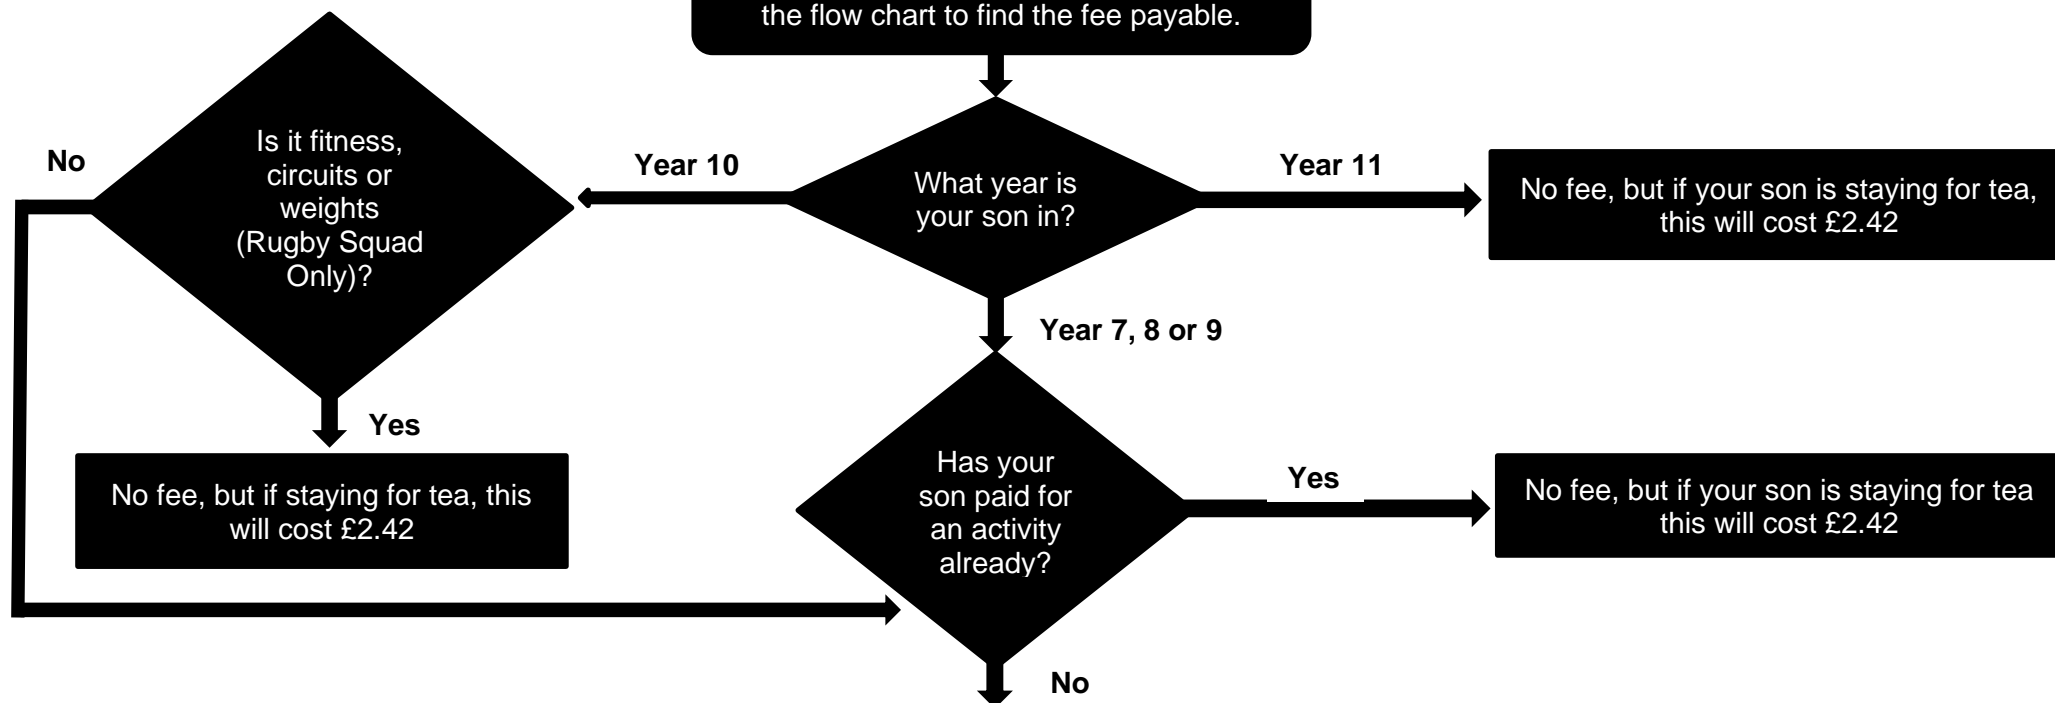 the flow chart to find the fee payable.
What year is
your son in?
Year 10
Year 11
Year 7, 8 or 9
Is it fitness,
circuits or
weights
(Rugby Squad
Only)?
No
Yes
No fee, but if staying for tea, this
will cost £2.42
No fee, but if your son is staying for tea,
this will cost £2.42
Has your
son paid for
an activity
already?
Yes
No fee, but if your son is staying for tea
this will cost £2.42
No